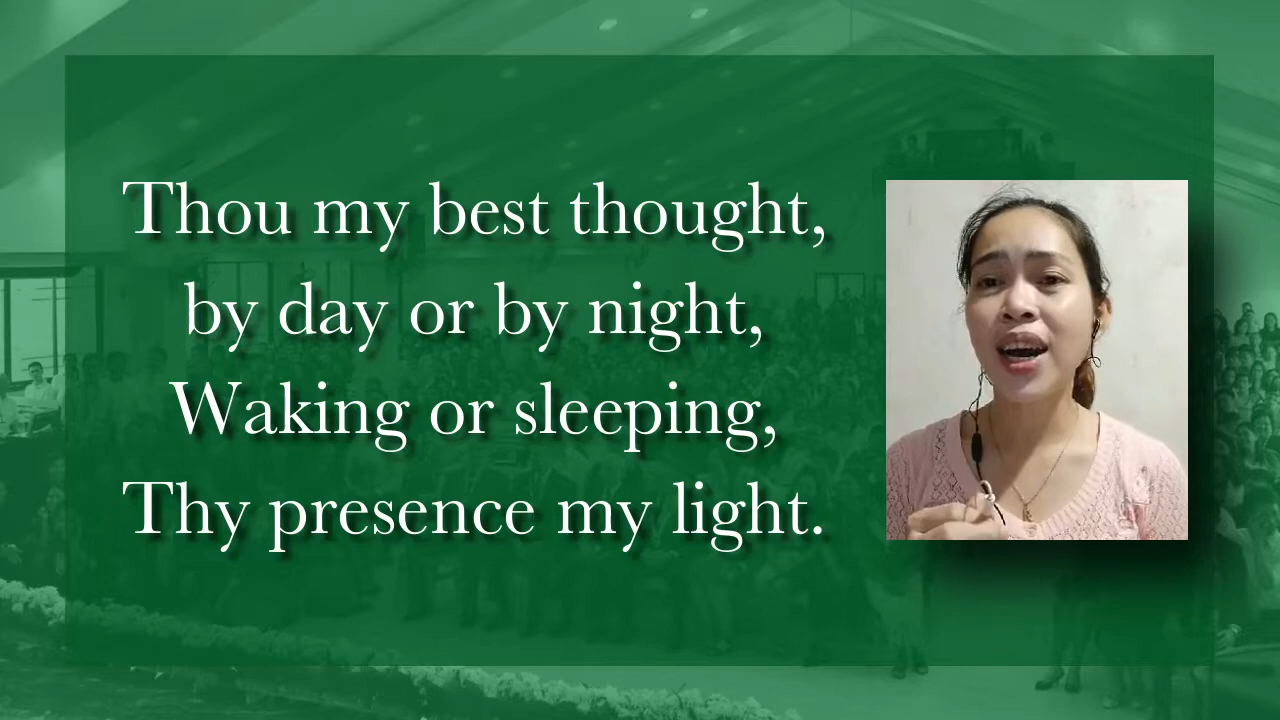 Thou my best thought,
by day or by night,
Waking or sleeping,
Thy presence my light.